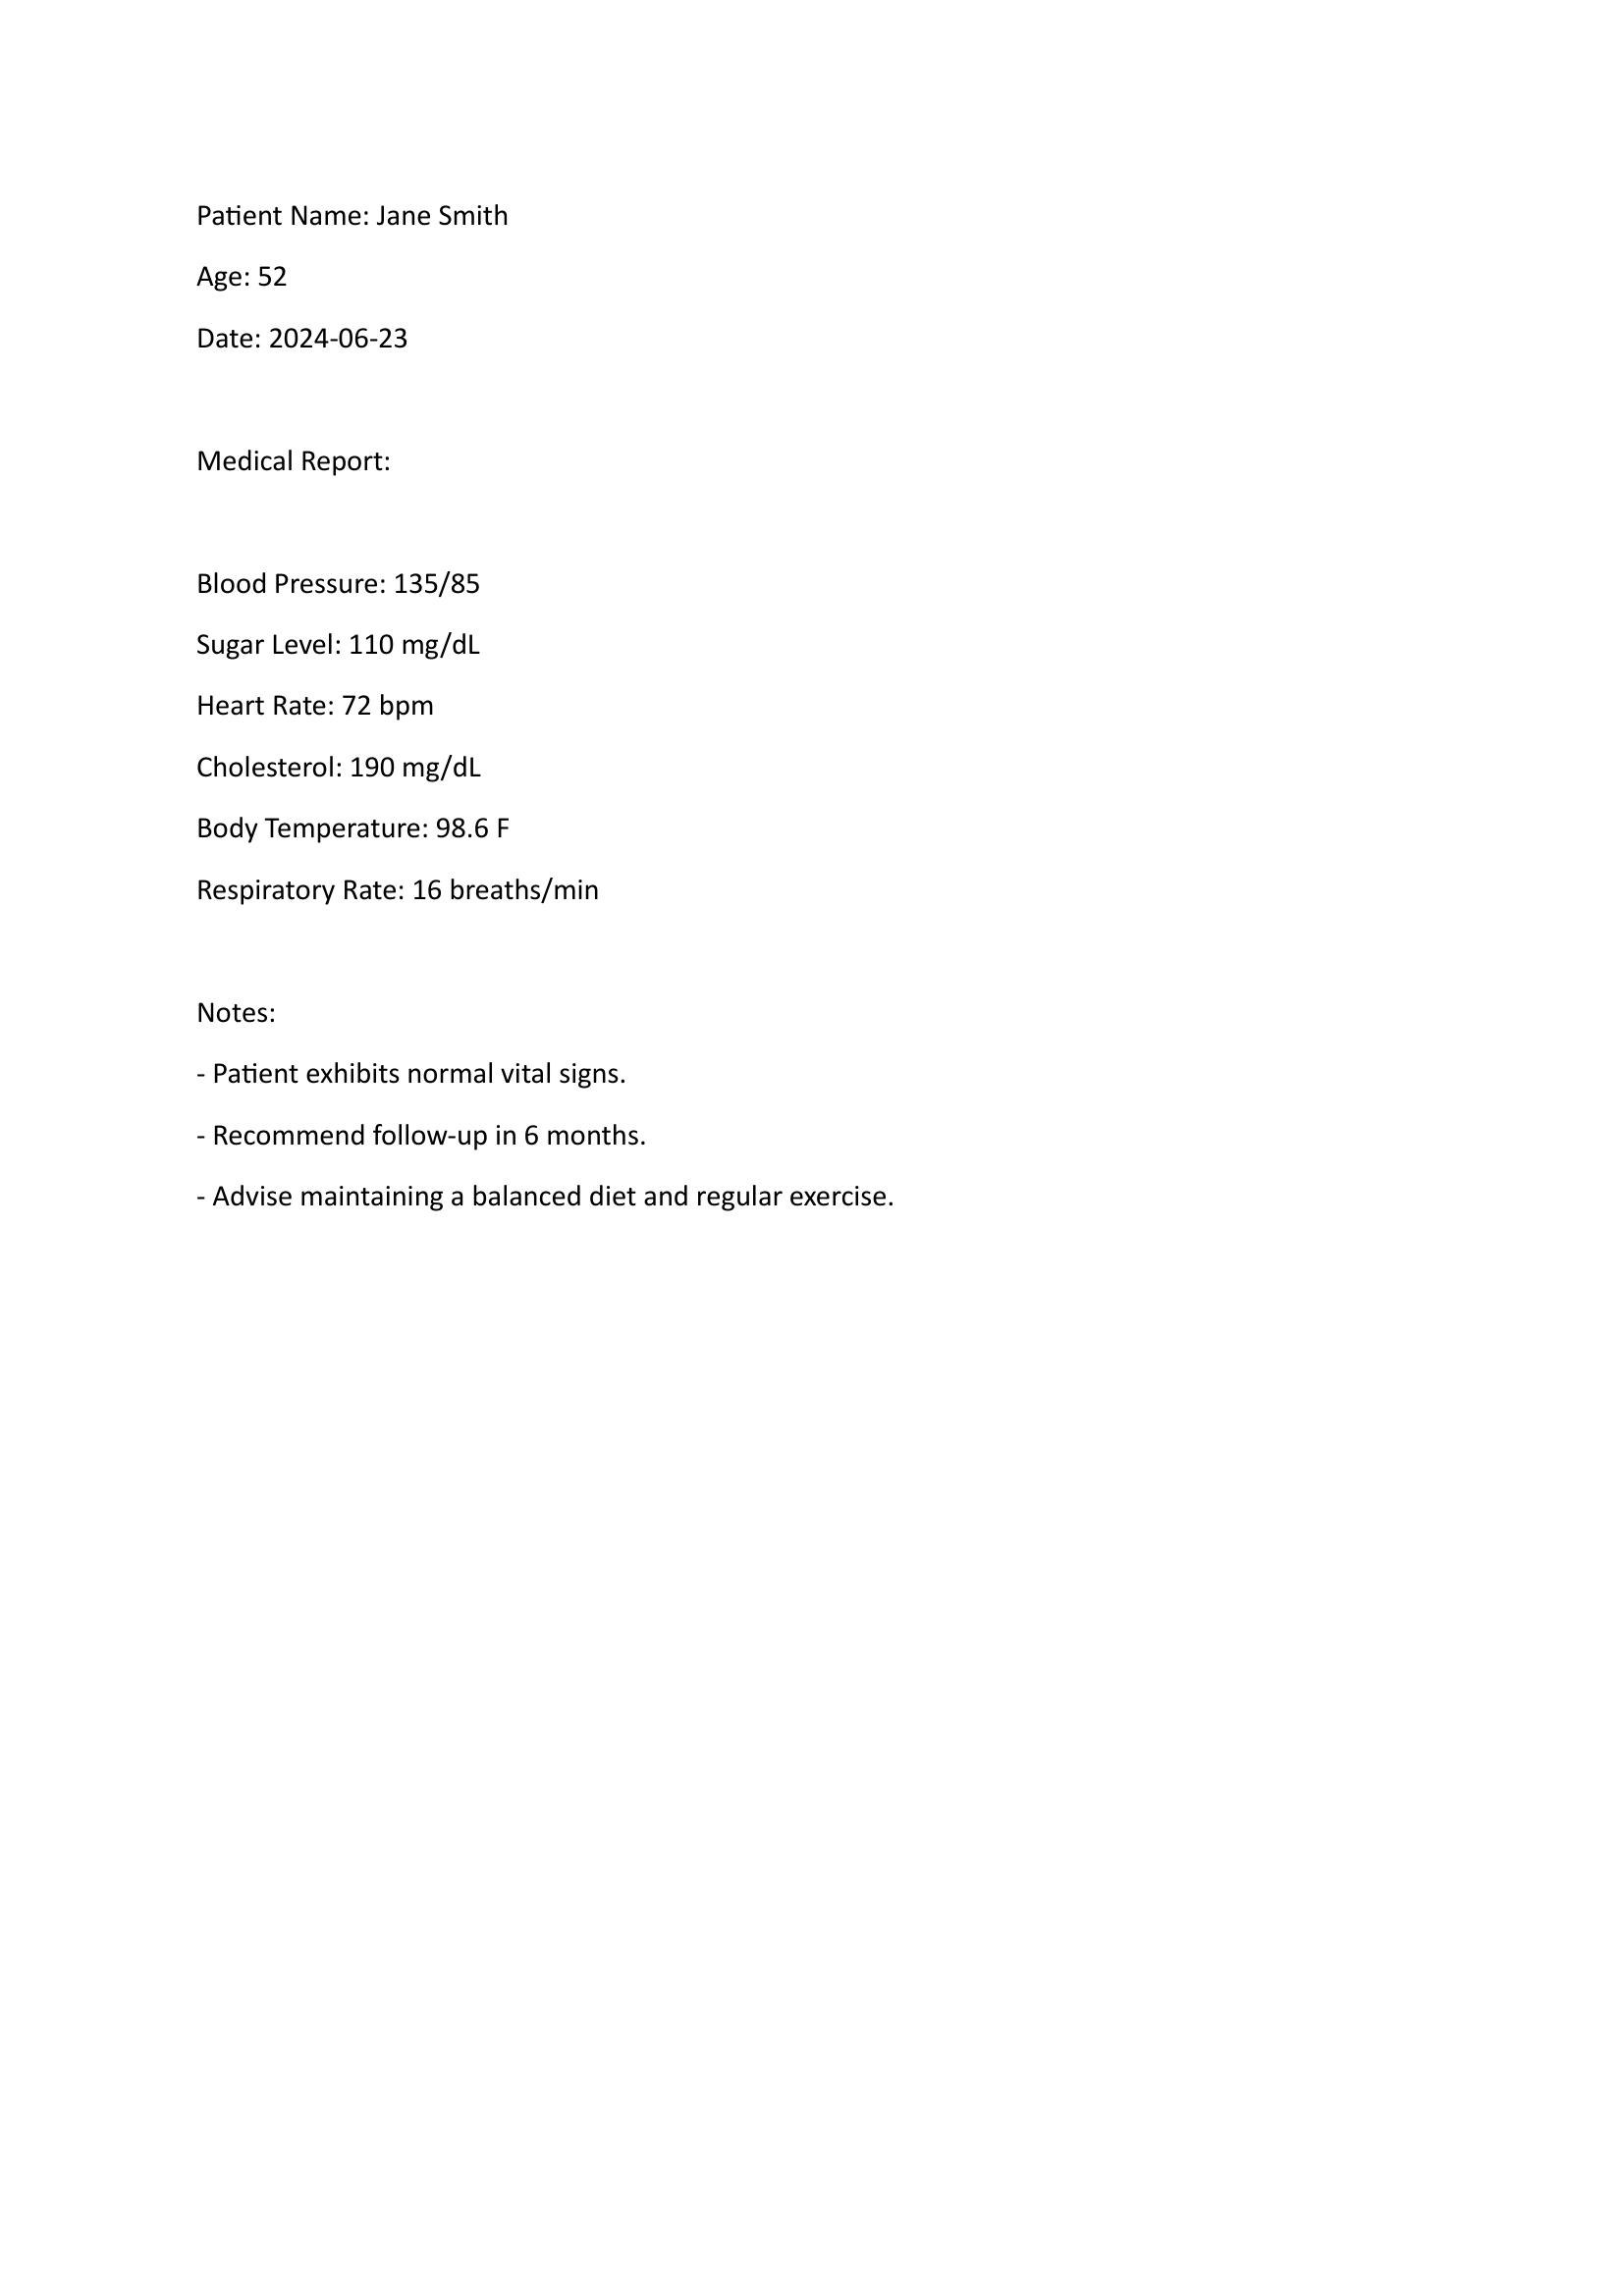 Patient Name: Jane Smith
Age: 52
Date: 2024-06-23
Medical Report:
Blood Pressure: 135/85
Sugar Level: 110 mg/dL
Heart Rate: 72 bpm
Cholesterol: 190 mg/dL
Body Temperature: 98.6 F
Respiratory Rate: 16 breaths/min
Notes:
- Patient exhibits normal vital signs.
- Recommend follow-up in 6 months.
- Advise maintaining a balanced diet and regular exercise.